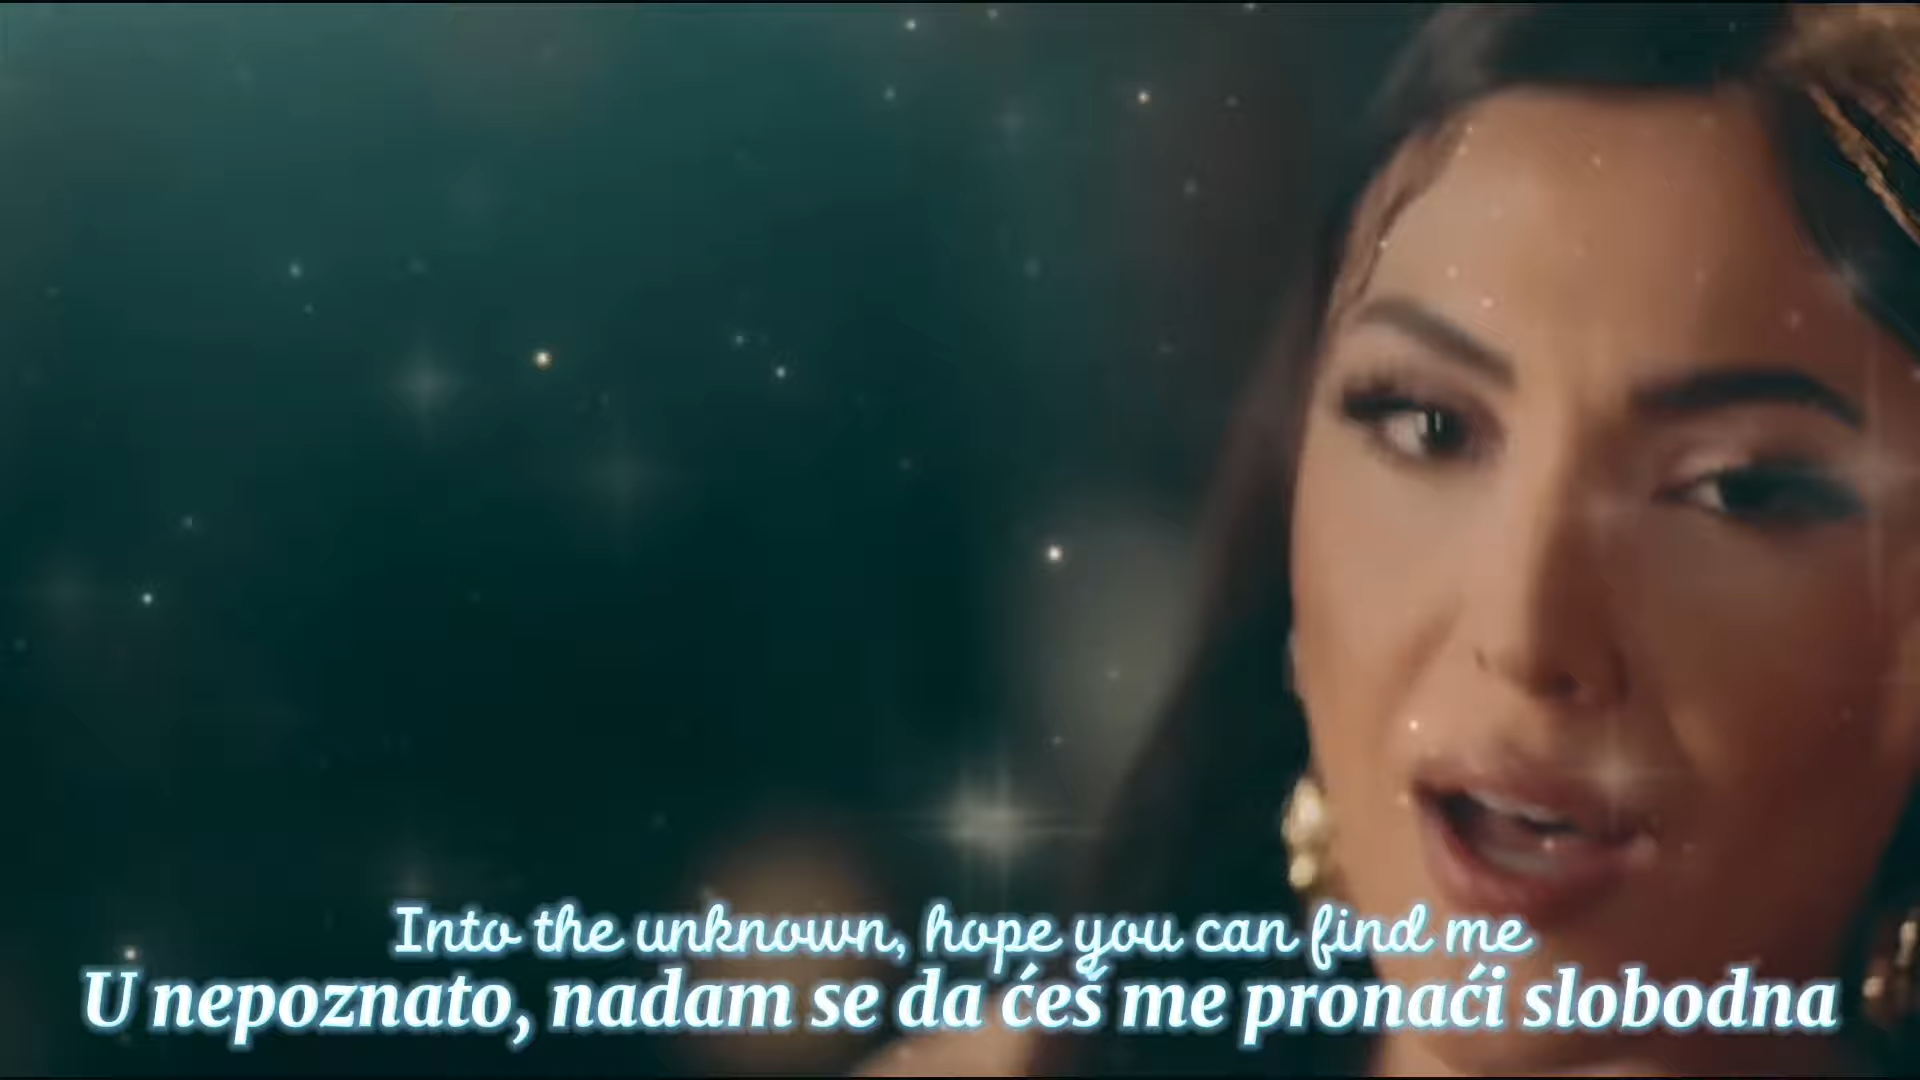 Into the unknown, hope you can find me
U nepoznato, nadam se da ćeš me pronaći slobodna